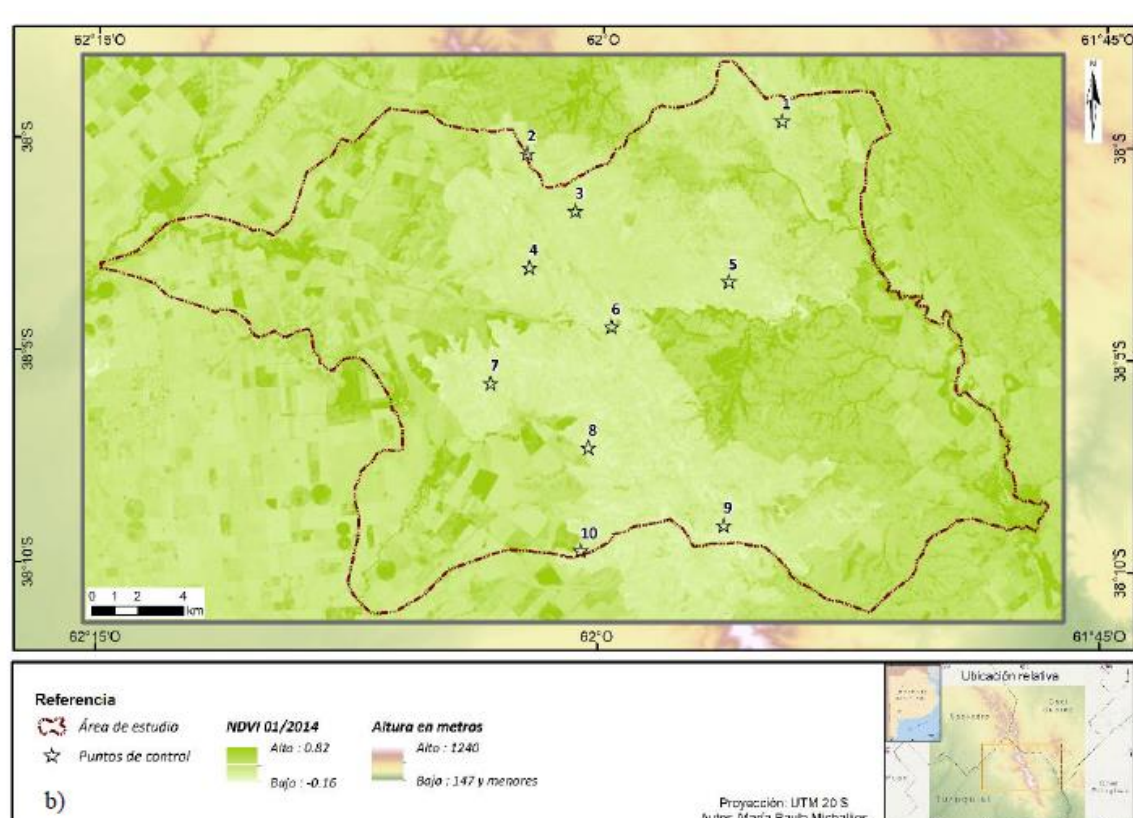 62°15'O 62°O 61°45'O
N
1
38°S 2 38°S
3
4 5
6
38°5'S 38°5'S
7
8
9
38°10'S 10 38°10'S
0 1 2 4
km
62°15'O 62°O 61°45'O
Referencia
Área de estudio
Puntos de control
NDVI 01/2014
Alto : 0.82
Bajo : -0.16
Altura en metros
Alto : 1240
Bajo : 147 y menores
Ubicación relativa
b)
Proyección: UTM 20 S